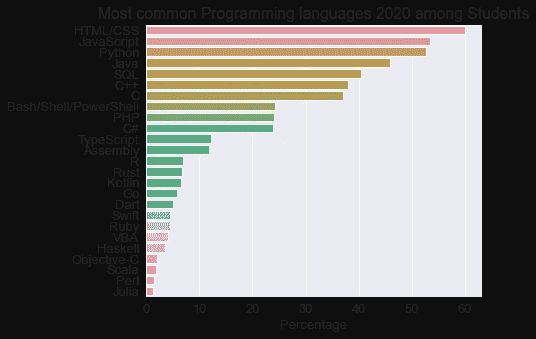 Most common Programming languages 2020 among Students
HTML/CSS
JavaScript
Python
Java
SQL
C++
C
Bash/Shell/PowerShell
PHP
C#
TypeScript
Assembly
R
Rust
Kotlin
Go
Dart
Swift
Ruby
VBA
Haskell
Objective-C
Scala
Perl
Julia
0 10 20 30 40 50 60
Percentage